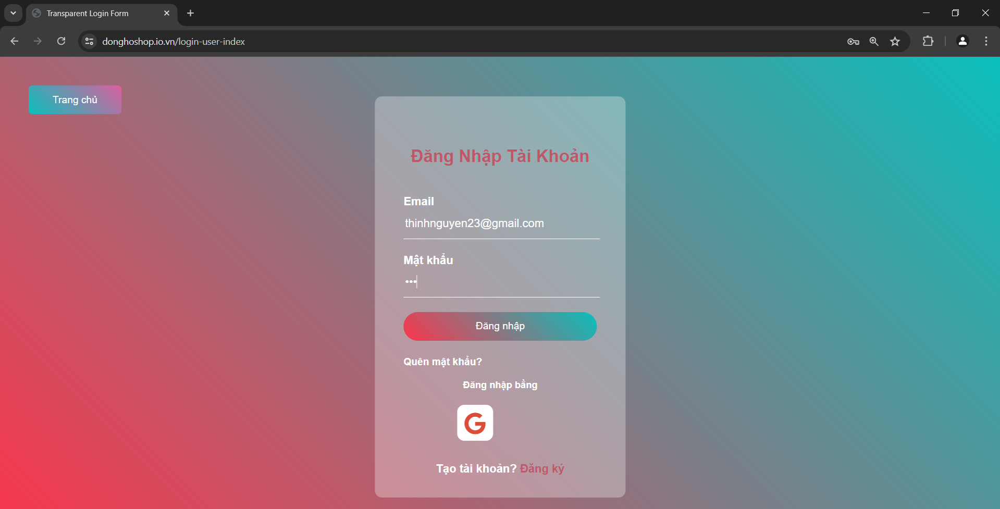 Transparent Login Form
donghoshop.io.vn/login-user-index
Trang chủ
Đăng Nhập Tài Khoản
Email
thinhnguyen23@gmail.com
Mật khẩu
•••
Đăng nhập
Quên mật khẩu?
Đăng nhập bằng
G
Tạo tài khoản? Đăng ký